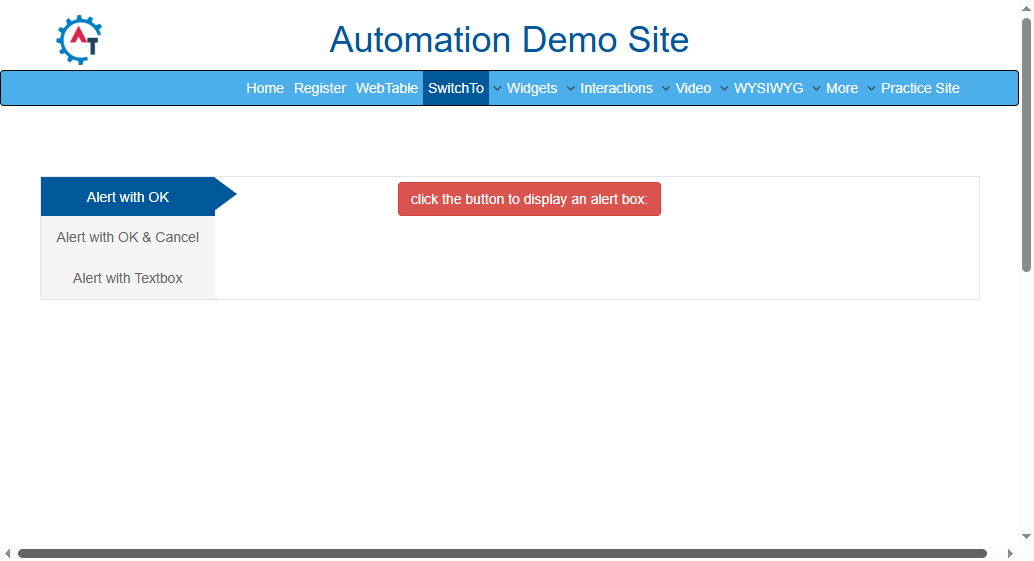 AT
Automation Demo Site
Home Register WebTable SwitchTo Widgets Interactions Video WYSIWYG More Practice Site
Alert with OK
click the button to display an alert box:
Alert with OK & Cancel
Alert with Textbox